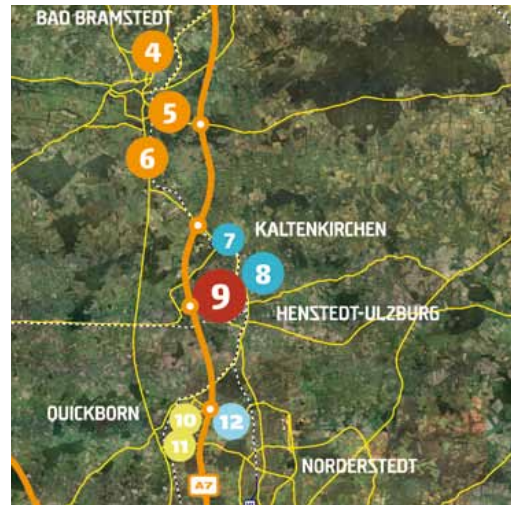 BAD BRAMSTEDT
4
5
6
7
KALTENKIRCHEN
8
9
HENSTEDT-ULZBURG
QUICKBORN
10
12
11
NORDERSTEDT
A7